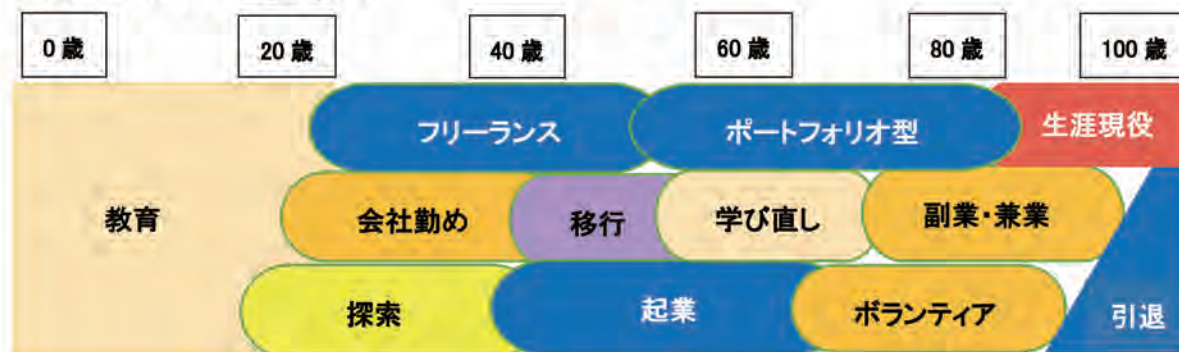 0歳
20歳
40歳
60歳
80歳
100歳
フリーランス
ポートフォリオ型
生涯現役
教育
会社勤め
移行
学び直し
副業・兼業
探索
起業
ボランティア
引退